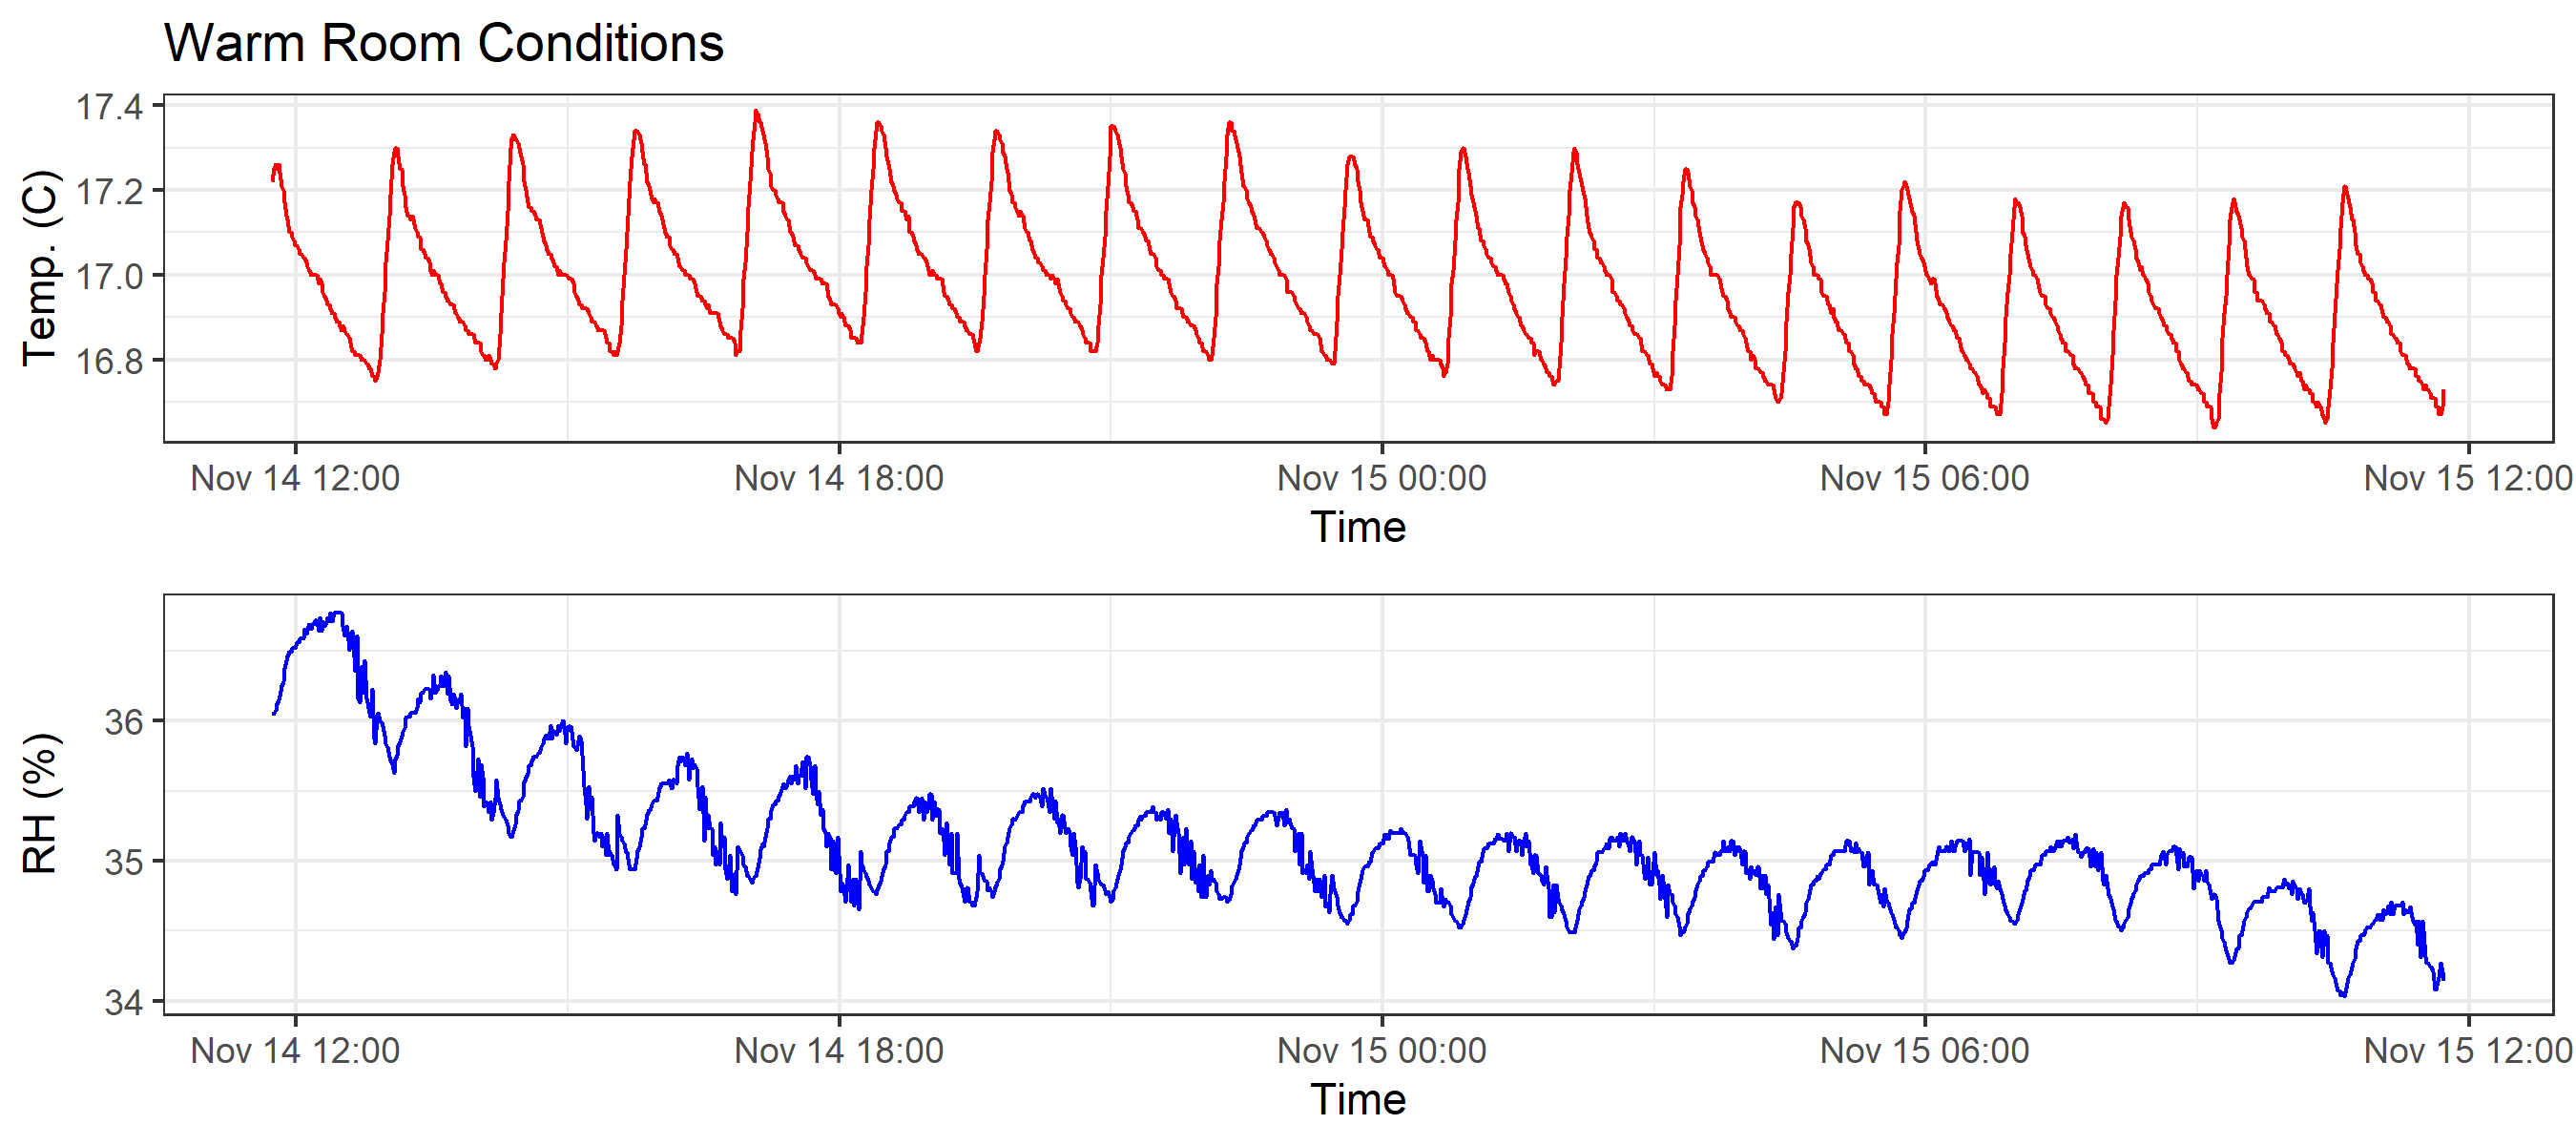 Warm Room Conditions
Temp. (C)
17.4
17.2
17.0
16.8
Nov 14 12:00 Nov 14 18:00 Nov 15 00:00 Nov 15 06:00 Nov 15 12:00
Time
RH (%)
36
35
34
Nov 14 12:00 Nov 14 18:00 Nov 15 00:00 Nov 15 06:00 Nov 15 12:00
Time